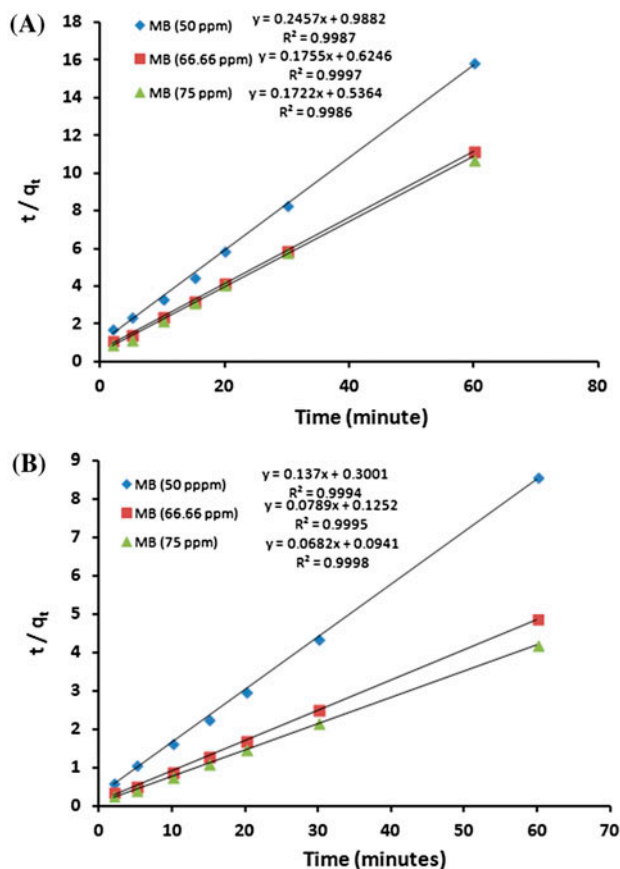 (A)
18
16
14
12
10
8
6
4
2
0
t / qt
MB (50 ppm)
y = 0.2457x + 0.9882
R² = 0.9987
MB (66.66 ppm)
y = 0.1755x + 0.6246
R² = 0.9997
MB (75 ppm)
y = 0.1722x + 0.5364
R² = 0.9986
0 20 40 60 80
Time (minute)
(B)
9
8
7
6
5
4
3
2
1
0
t / qt
MB (50 pppm)
y = 0.137x + 0.3001
R² = 0.9994
MB (66.66 ppm)
y = 0.0789x + 0.1252
R² = 0.9995
MB (75 ppm)
y = 0.0682x + 0.0941
R² = 0.9998
0 10 20 30 40 50 60 70
Time (minutes)